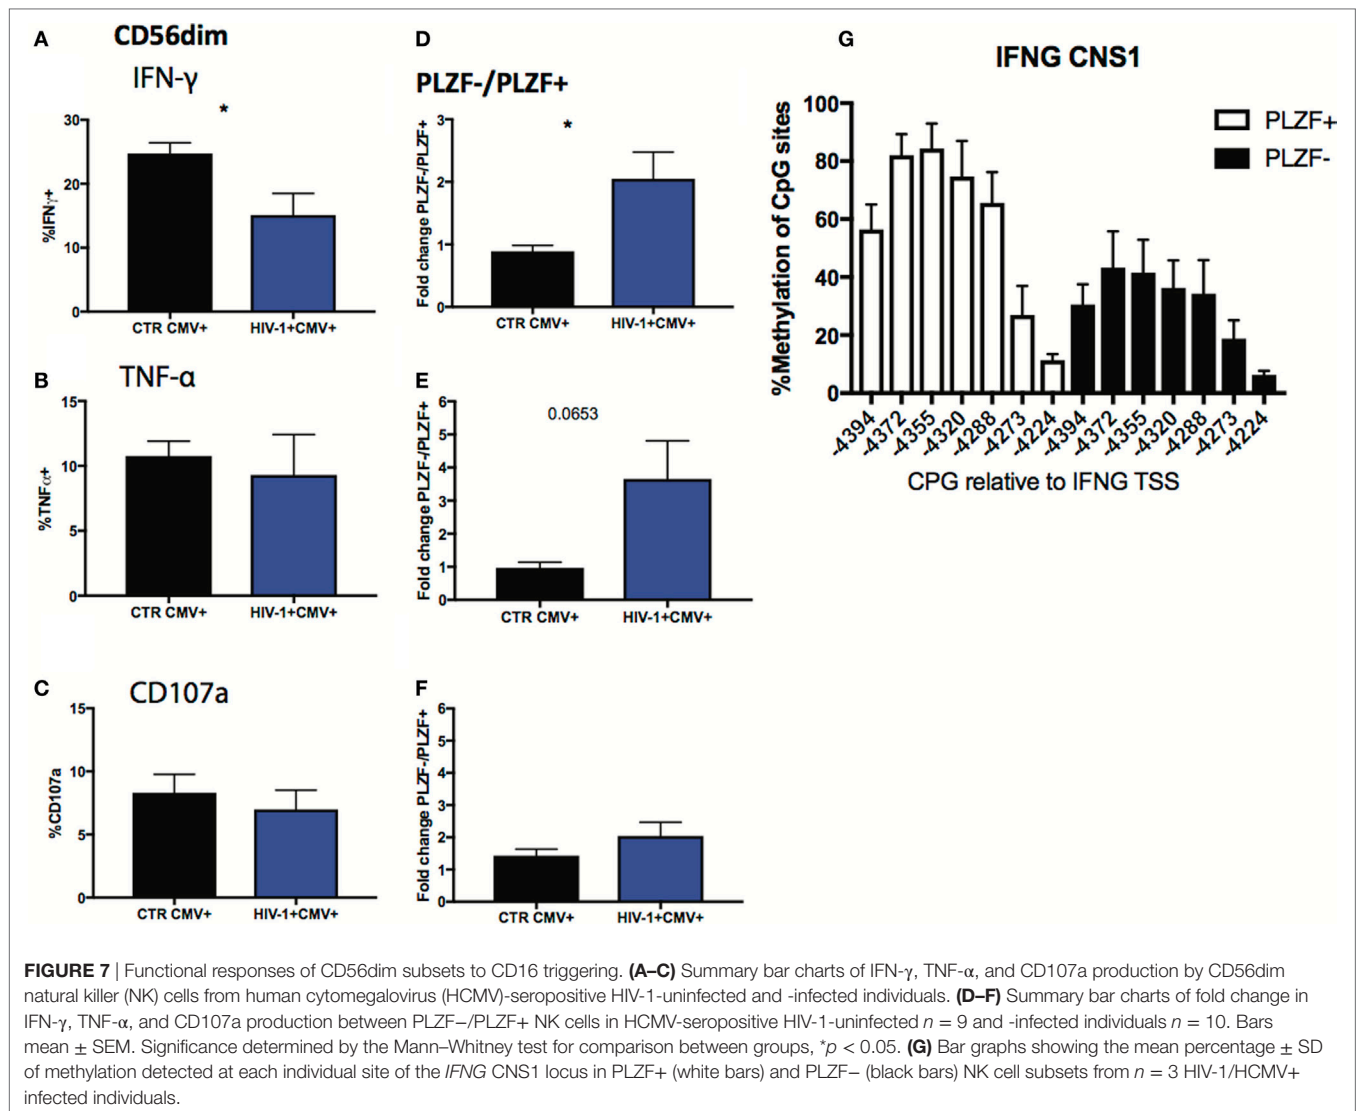 A
CD56dim
IFN-γ
*
30
20
10
0
%IFNγ+
CTR CMV+
HIV-1+CMV+
B
TNF-α
15
10
5
0
%TNFα+
CTR CMV+
HIV-1+CMV+
C
CD107a
15
10
5
0
%CD107a
CTR CMV+
HIV-1+CMV+
D
PLZF-/PLZF+
*
3
2
1
0
Fold change PLZF-/PLZF+
CTR CMV+
HIV-1+CMV+
E
0.0653
6
5
4
3
2
1
0
Fold change PLZF-/PLZF+
CTR CMV+
HIV-1+CMV+
F
6
5
4
3
2
1
0
Fold change PLZF-/PLZF+
CTR CMV+
HIV-1+CMV+
G
IFNG CNS1
PLZF+
PLZF-
100
80
60
40
20
0
%Methylation of CpG sites
-4394
-4372
-4355
-4320
-4288
-4273
-4224
-4394
-4372
-4355
-4320
-4288
-4273
-4224
CPG relative to IFNG TSS
FIGURE 7 | Functional responses of CD56dim subsets to CD16 triggering. (A–C) Summary bar charts of IFN-γ, TNF-α, and CD107a production by CD56dim
natural killer (NK) cells from human cytomegalovirus (HCMV)-seropositive HIV-1-uninfected and -infected individuals. (D–F) Summary bar charts of fold change in
IFN-γ, TNF-α, and CD107a production between PLZF−/PLZF+ NK cells in HCMV-seropositive HIV-1-uninfected n = 9 and -infected individuals n = 10. Bars
mean ± SEM. Significance determined by the Mann–Whitney test for comparison between groups, *p < 0.05. (G) Bar graphs showing the mean percentage ± SD
of methylation detected at each individual site of the IFNG CNS1 locus in PLZF+ (white bars) and PLZF− (black bars) NK cell subsets from n = 3 HIV-1/HCMV+
infected individuals.